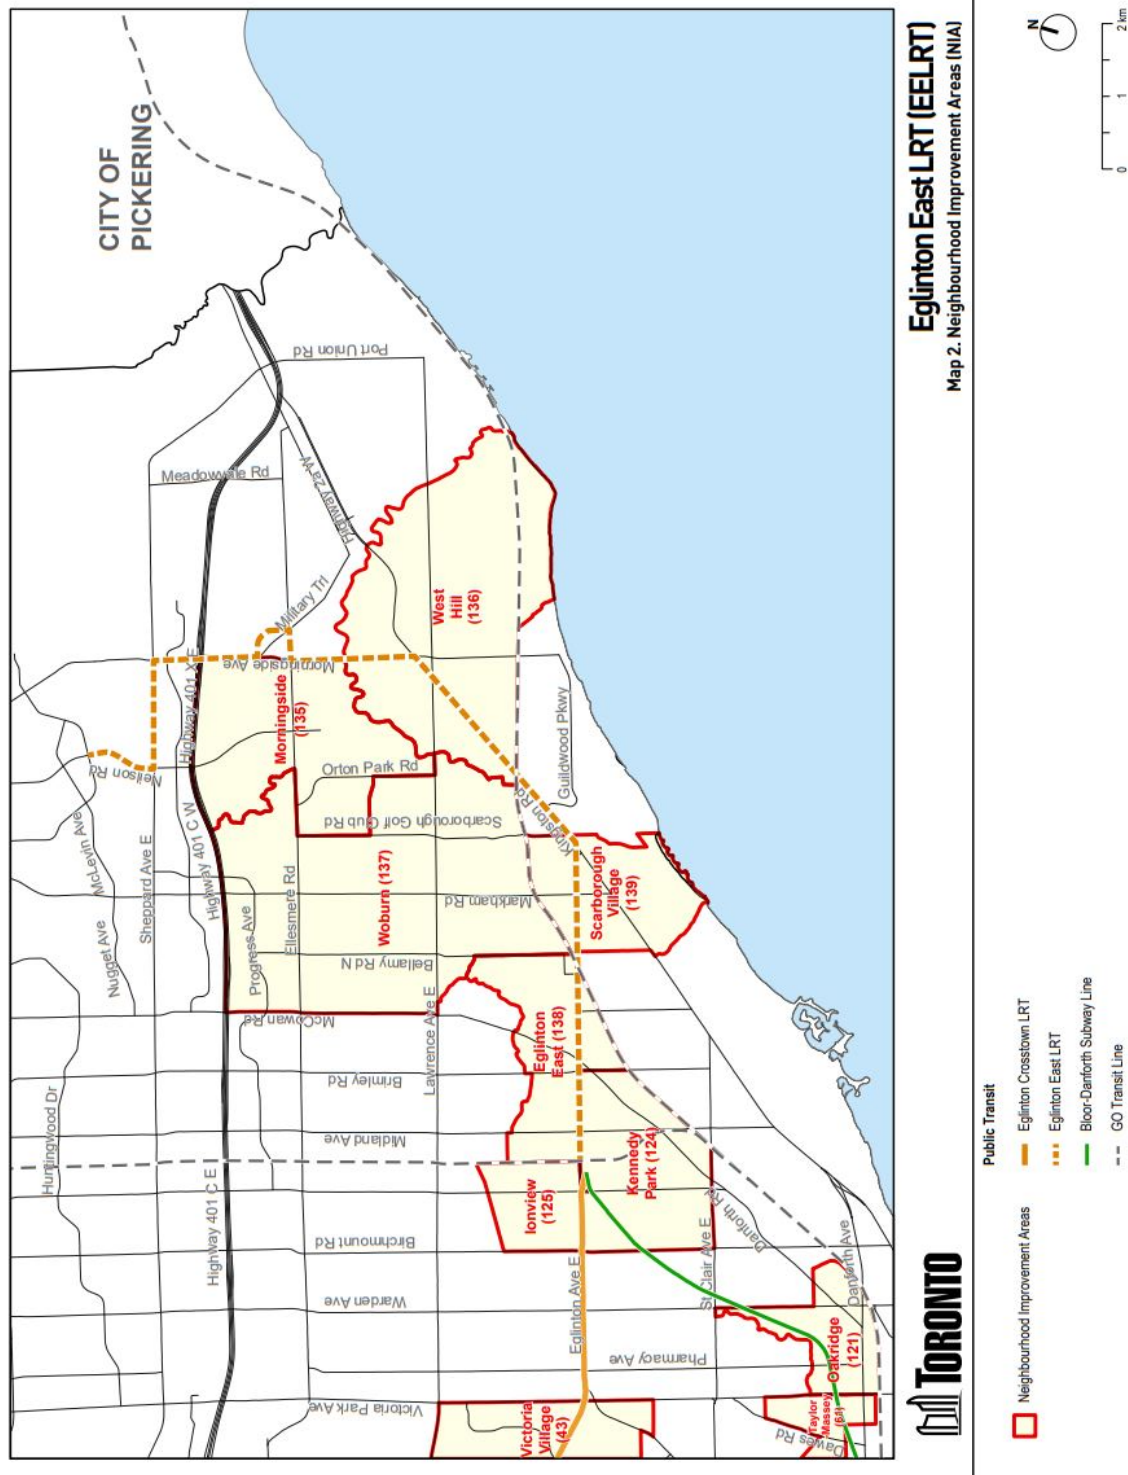 CITY OF
PICKERING
Huntingwood Dr
Nugget Ave
McLevin Ave
Neilson Rd
Sheppard Ave E
Highway 401 C E
Highway 401 C W
Highway 401 X E
Meadowvale Rd
Progress Ave
Ellesmere Rd
Military Trl
Highway 2a W
Port Union Rd
Morningside Ave
Morningside
(135)
Orton Park Rd
Scarborough Golf Club Rd
Woburn (137)
Markham Rd
Bellamy Rd N
McCowan Rd
Brimley Rd
Midland Ave
Birchmount Rd
Warden Ave
Victoria Park Ave
Pharmacy Ave
Lawrence Ave E
West
Hill
(136)
Guildwood Pkwy
Kingston Rd
Scarborough
Village
(139)
Eglinton
East (138)
Ionview
(125)
Kennedy
Park (124)
Eglinton Ave E
St Clair Ave E
Danforth Rd
Danforth Ave
Victoria
Village
(43)
Taylor
Massey
(61)
Oakridge
(121)
Dawes Rd
TORONTO
Eglinton East LRT (EELRT)
Map 2. Neighbourhood Improvement Areas (NIA)
Neighbourhood Improvement Areas
Public Transit
Eglinton Crosstown LRT
Eglinton East LRT
Bloor-Danforth Subway Line
GO Transit Line
N
0 1 2 km